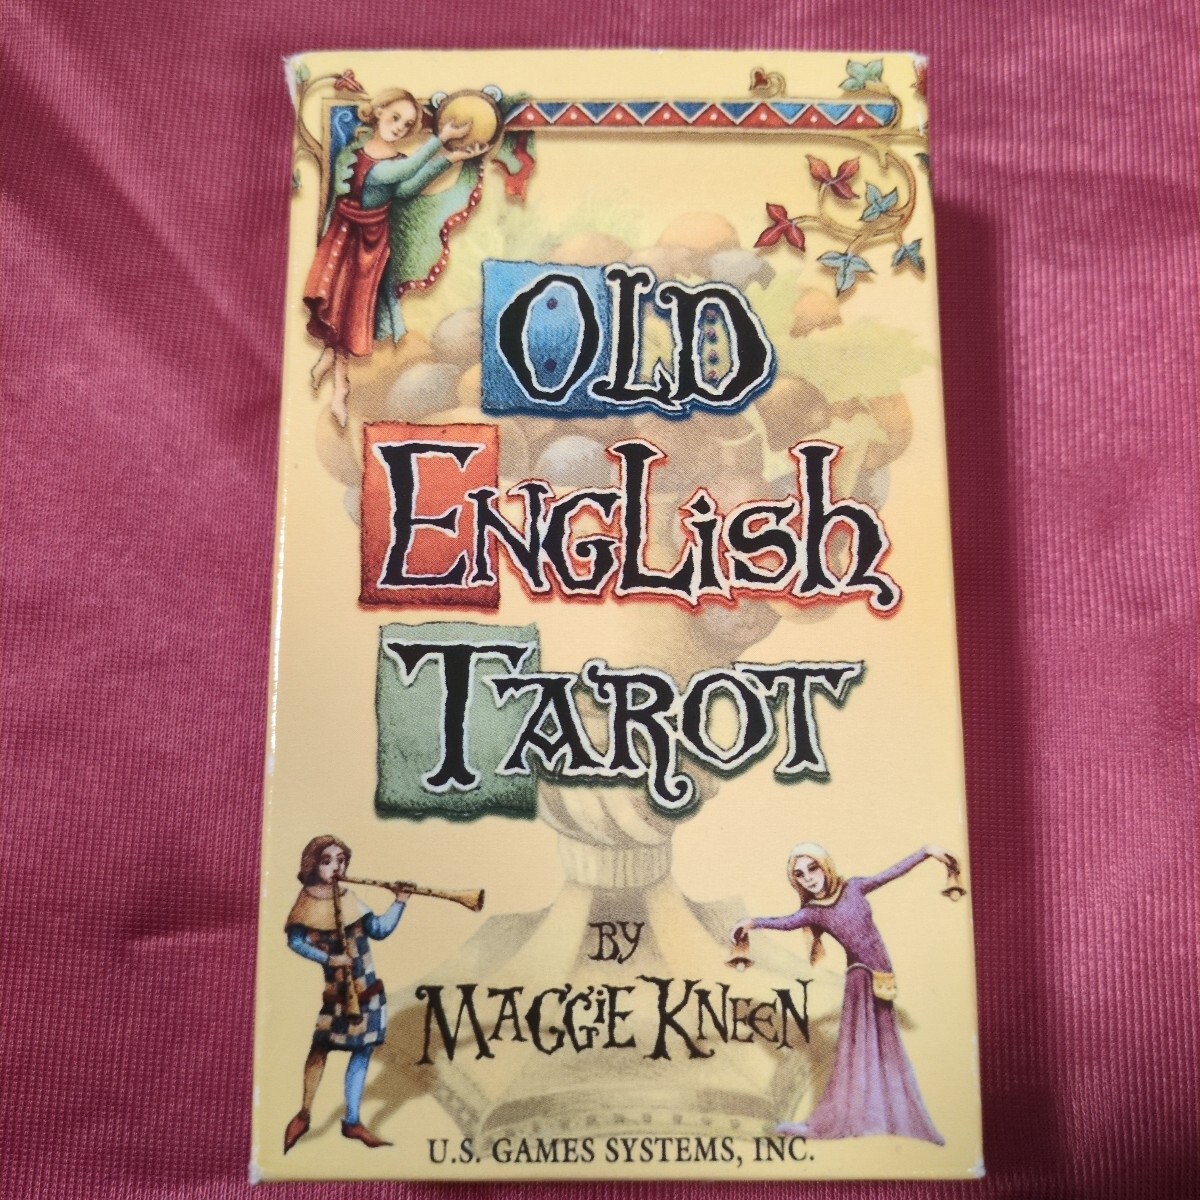 OLD
ENGLish
TAROT
BY
MAGGiE KNEEN
U.S. GAMES SYSTEMS, INC.